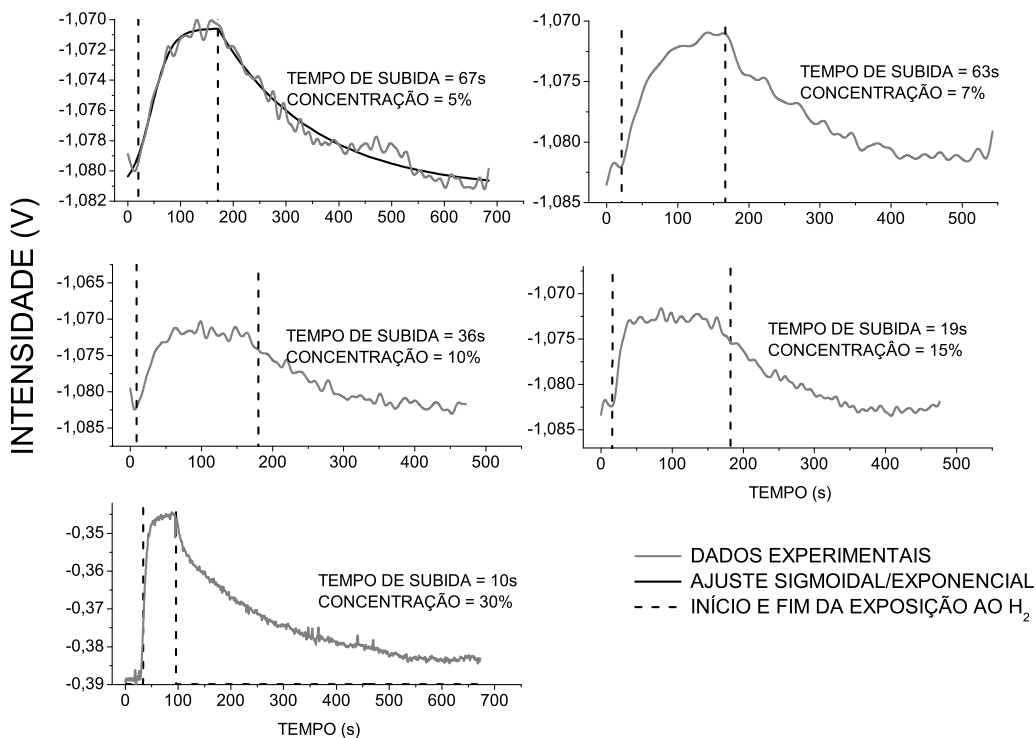 INTENSIDADE (V)
-1,070
-1,072
-1,074
-1,076
-1,078
-1,080
-1,082
TEMPO DE SUBIDA = 67s
CONCENTRAÇÃO = 5%
0 100 200 300 400 500 600 700
-1,070
-1,075
-1,080
-1,085
TEMPO DE SUBIDA = 63s
CONCENTRAÇÃO = 7%
0 100 200 300 400 500
-1,065
-1,070
-1,075
-1,080
-1,085
TEMPO DE SUBIDA = 36s
CONCENTRAÇÃO = 10%
0 100 200 300 400 500
-1,070
-1,075
-1,080
-1,085
TEMPO DE SUBIDA = 19s
CONCENTRAÇÂO = 15%
0 100 200 300 400 500
TEMPO (s)
-0,35
-0,36
-0,37
-0,38
-0,39
TEMPO DE SUBIDA = 10s
CONCENTRAÇÃO = 30%
0 100 200 300 400 500 600 700
TEMPO (s)
DADOS EXPERIMENTAIS
AJUSTE SIGMOIDAL/EXPONENCIAL
INÍCIO E FIM DA EXPOSIÇÃO AO H₂